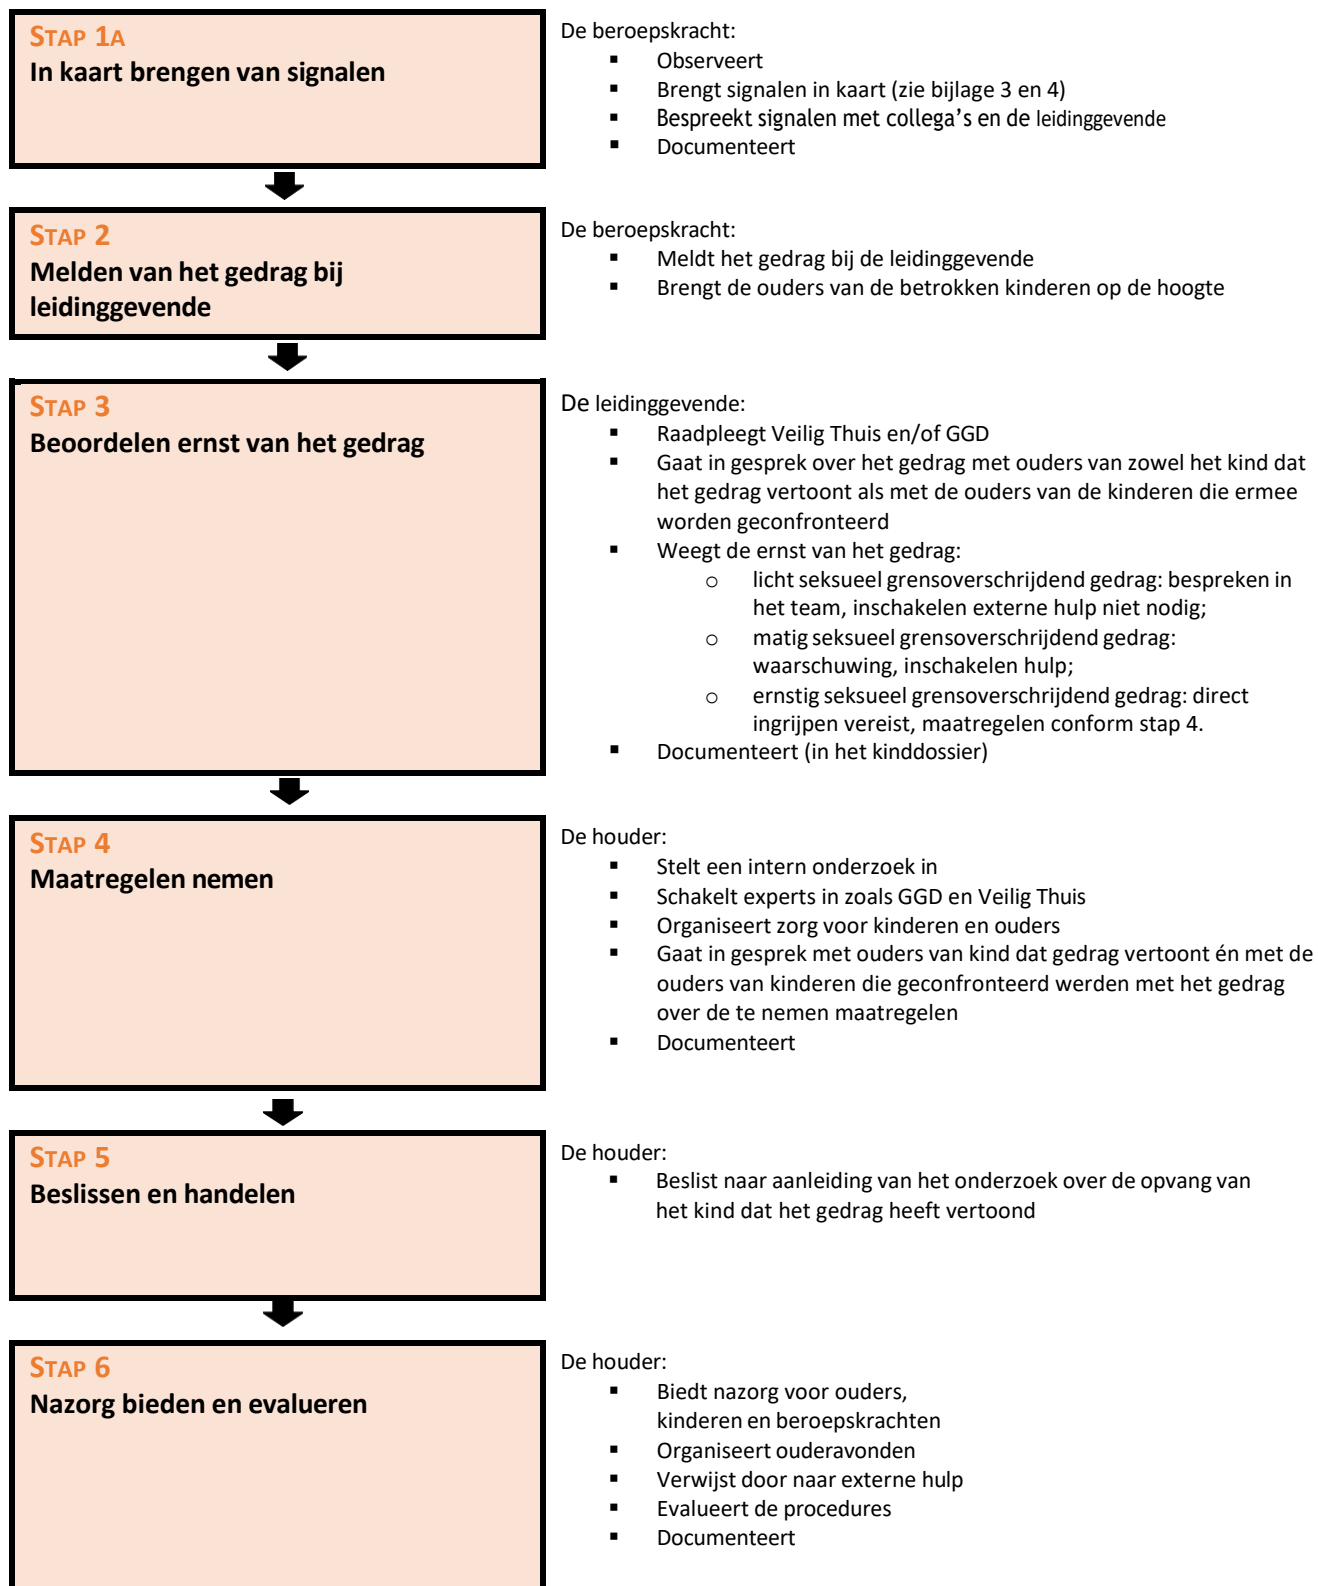 STAP 1A
In kaart brengen van signalen
De beroepskracht:
▪ Observeert
▪ Brengt signalen in kaart (zie bijlage 3 en 4)
▪ Bespreekt signalen met collega's en de leidinggevende
▪ Documenteert
STAP 2
Melden van het gedrag bij
leidinggevende
De beroepskracht:
▪ Meldt het gedrag bij de leidinggevende
▪ Brengt de ouders van de betrokken kinderen op de hoogte
STAP 3
Beoordelen ernst van het gedrag
De leidinggevende:
▪ Raadpleegt Veilig Thuis en/of GGD
▪ Gaat in gesprek over het gedrag met ouders van zowel het kind dat
het gedrag vertoont als met de ouders van de kinderen die ermee
worden geconfronteerd
▪ Weegt de ernst van het gedrag:
o licht seksueel grensoverschrijdend gedrag: bespreken in
het team, inschakelen externe hulp niet nodig;
o matig seksueel grensoverschrijdend gedrag:
waarschuwing, inschakelen hulp;
o ernstig seksueel grensoverschrijdend gedrag: direct
ingrijpen vereist, maatregelen conform stap 4.
▪ Documenteert (in het kinddossier)
STAP 4
Maatregelen nemen
De houder:
▪ Stelt een intern onderzoek in
▪ Schakelt experts in zoals GGD en Veilig Thuis
▪ Organiseert zorg voor kinderen en ouders
▪ Gaat in gesprek met ouders van kind dat gedrag vertoont én met de
ouders van kinderen die geconfronteerd werden met het gedrag
over de te nemen maatregelen
▪ Documenteert
STAP 5
Beslissen en handelen
De houder:
▪ Beslist naar aanleiding van het onderzoek over de opvang van
het kind dat het gedrag heeft vertoond
STAP 6
Nazorg bieden en evalueren
De houder:
▪ Biedt nazorg voor ouders,
kinderen en beroepskrachten
▪ Organiseert ouderavonden
▪ Verwijst door naar externe hulp
▪ Evalueert de procedures
▪ Documenteert